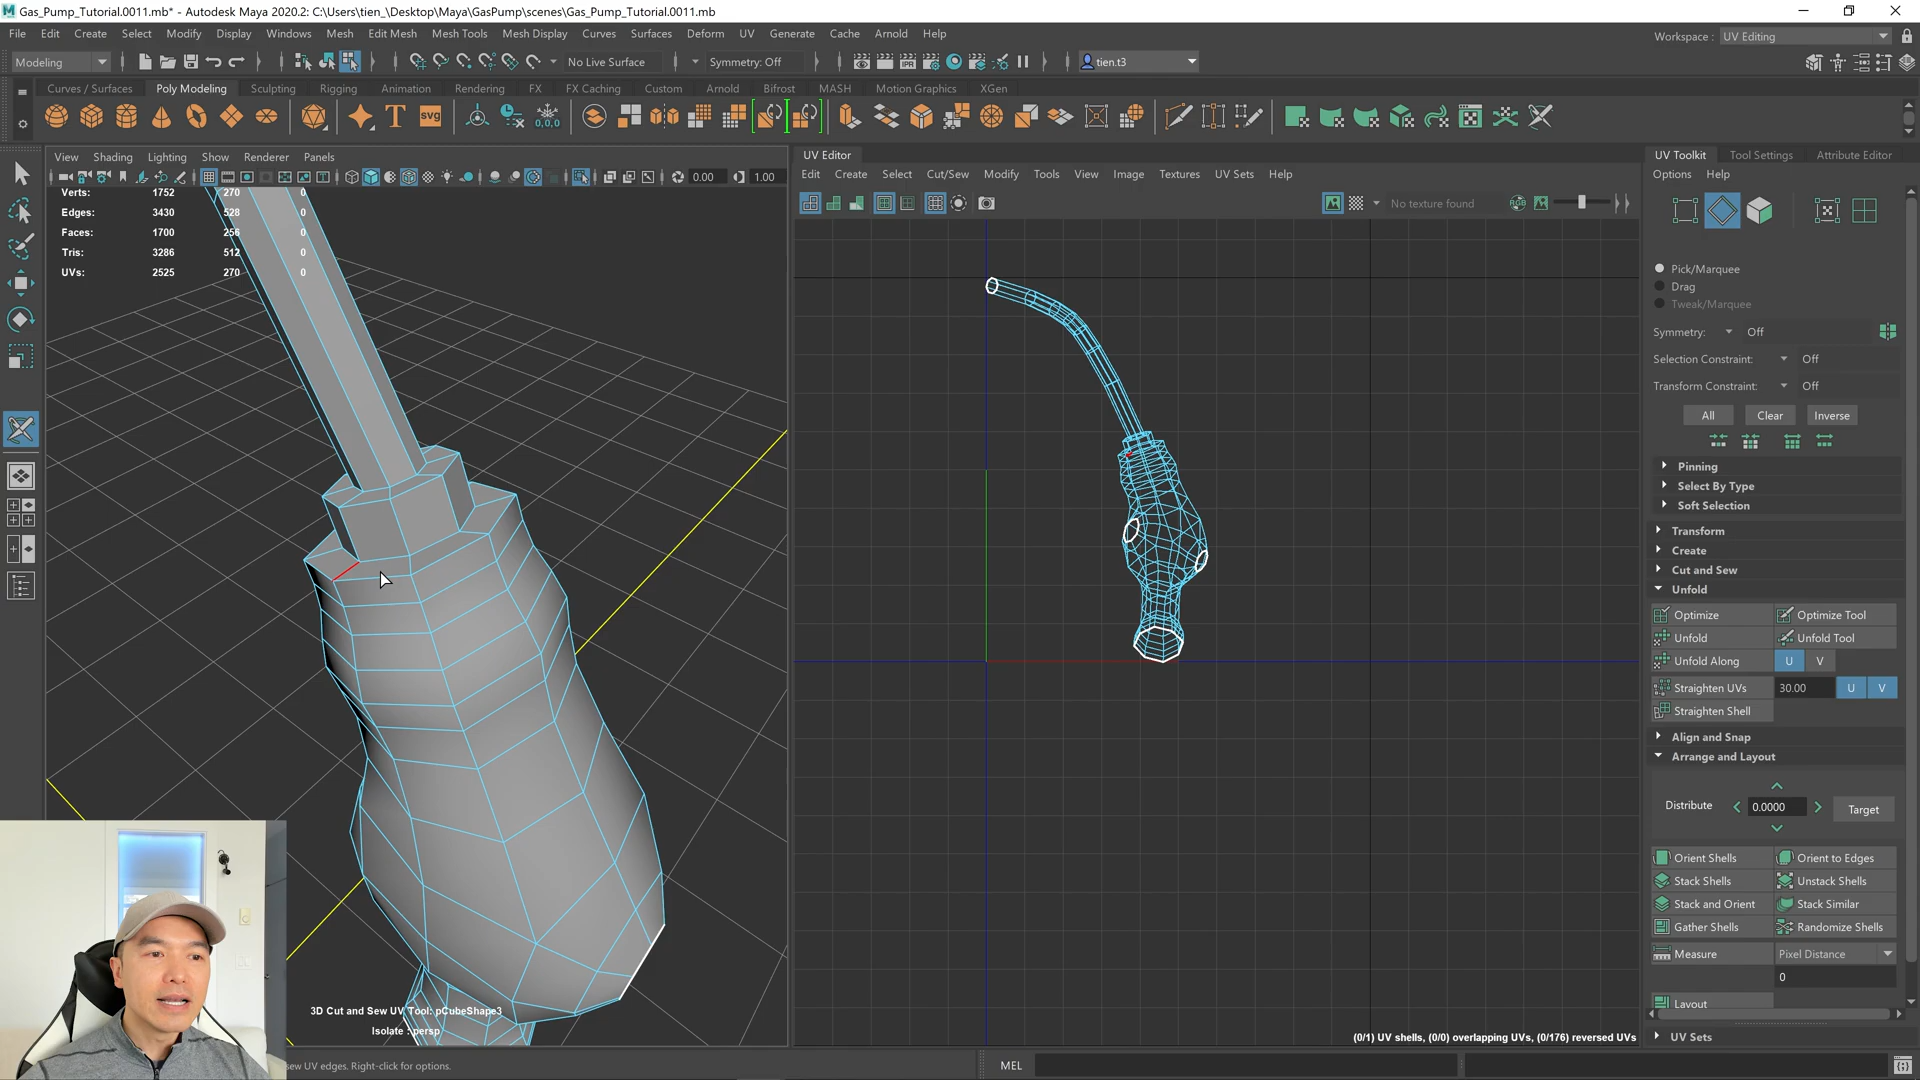 Gas_Pump_Tutorial.0011.mb* - Autodesk Maya 2020.2: C:\Users\tien_\Desktop\Maya\GasPump\scenes\Gas_Pump_Tutorial.0011.mb
File Edit Create Select Modify Display Windows Mesh Edit Mesh Mesh Tools Mesh Display Curves Surfaces Deform UV Generate Cache Arnold Help
Workspace : UV Editing
Modeling No Live Surface Symmetry: Off tien.t3
Curves / Surfaces Poly Modeling Sculpting Rigging Animation Rendering FX FX Caching Custom Arnold Bifrost MASH Motion Graphics XGen
View Shading Lighting Show Renderer Panels
0.00 1.00
Verts: 1752 270 0
Edges: 3430 528 0
Faces: 1700 256 0
Tris: 3286 512 0
UVs: 2525 270 0
3D Cut and Sew UV Tool: pCubeShape3
Isolate : persp
sew UV edges. Right-click for options.
UV Editor
Edit Create Select Cut/Sew Modify Tools View Image Textures UV Sets Help
No texture found
(0/1) UV shells, (0/0) overlapping UVs, (0/176) reversed UVs
MEL
UV Toolkit Tool Settings Attribute Editor
Options Help
Pick/Marquee
Drag
Tweak/Marquee
Symmetry: Off
Selection Constraint: Off
Transform Constraint: Off
All Clear Inverse
Pinning
Select By Type
Soft Selection
Transform
Create
Cut and Sew
Unfold
Optimize Optimize Tool
Unfold Unfold Tool
Unfold Along U V
Straighten UVs 30.00 U V
Straighten Shell
Align and Snap
Arrange and Layout
Distribute 0.0000 Target
Orient Shells Orient to Edges
Stack Shells Unstack Shells
Stack and Orient Stack Similar
Gather Shells Randomize Shells
Measure Pixel Distance
0
Layout
UV Sets